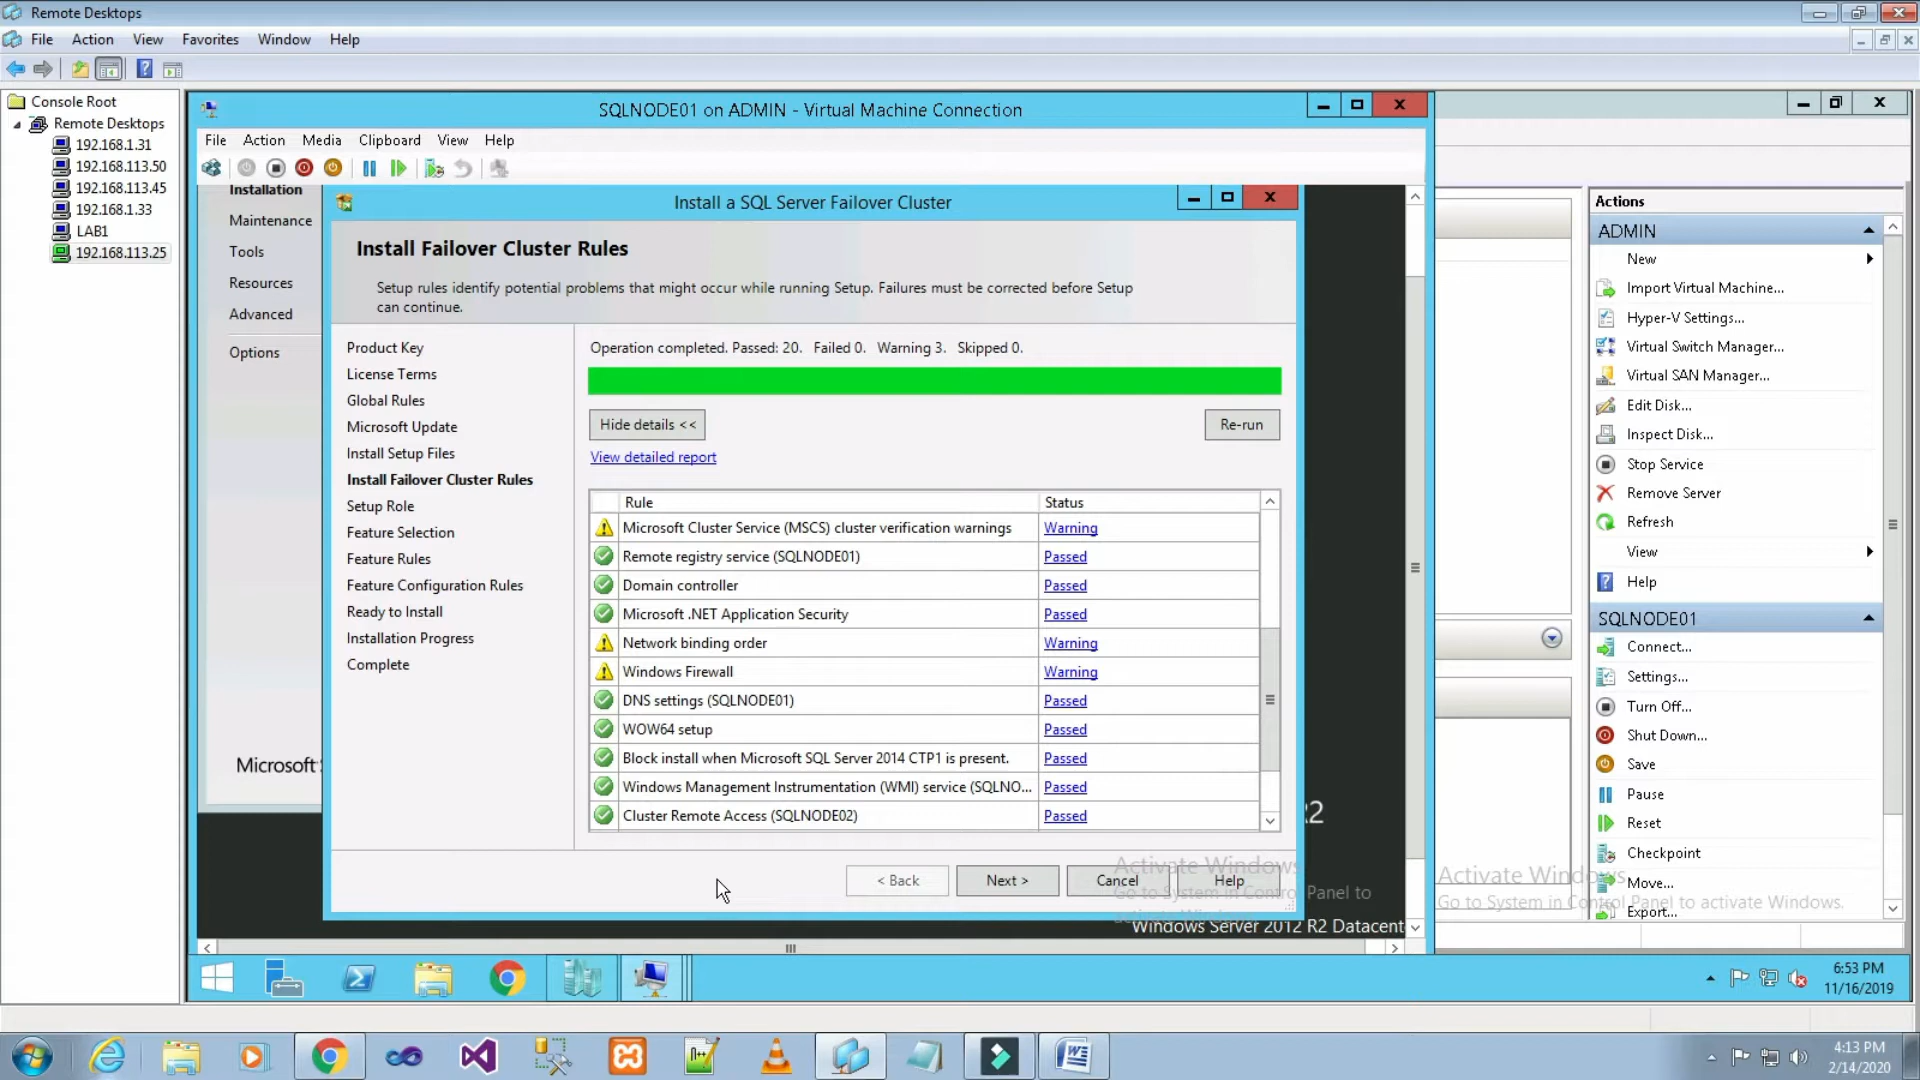 Remote Desktops
File Action View Favorites Window Help
Console Root
Remote Desktops
192.168.1.31
192.168.113.50
192.168.113.45
192.168.1.33
LAB1
192.168.113.25
SQLNODE01 on ADMIN - Virtual Machine Connection
File Action Media Clipboard View Help
Installation
Maintenance
Tools
Resources
Advanced
Options
Microsoft
Install a SQL Server Failover Cluster
Install Failover Cluster Rules
Setup rules identify potential problems that might occur while running Setup. Failures must be corrected before Setup
can continue.
Product Key
License Terms
Global Rules
Microsoft Update
Install Setup Files
Install Failover Cluster Rules
Setup Role
Feature Selection
Feature Rules
Feature Configuration Rules
Ready to Install
Installation Progress
Complete
Operation completed. Passed: 20. Failed 0. Warning 3. Skipped 0.
Hide details <<
Re-run
View detailed report
Rule Status
Microsoft Cluster Service (MSCS) cluster verification warnings Warning
Remote registry service (SQLNODE01) Passed
Domain controller Passed
Microsoft .NET Application Security Passed
Network binding order Warning
Windows Firewall Warning
DNS settings (SQLNODE01) Passed
WOW64 setup Passed
Block install when Microsoft SQL Server 2014 CTP1 is present. Passed
Windows Management Instrumentation (WMI) service (SQLNO... Passed
Cluster Remote Access (SQLNODE02) Passed
< Back Next > Cancel Help
Activate Windows
Go to System in Control Panel to
activate Windows.
R2
Windows Server 2012 R2 Datacent
Actions
ADMIN
New
Import Virtual Machine...
Hyper-V Settings...
Virtual Switch Manager...
Virtual SAN Manager...
Edit Disk...
Inspect Disk...
Stop Service
Remove Server
Refresh
View
Help
SQLNODE01
Connect...
Settings...
Turn Off...
Shut Down...
Save
Pause
Reset
Checkpoint
Move...
Export...
Activate Windows
Go to System in Control Panel to activate Windows.
6:53 PM
11/16/2019
4:13 PM
2/14/2020